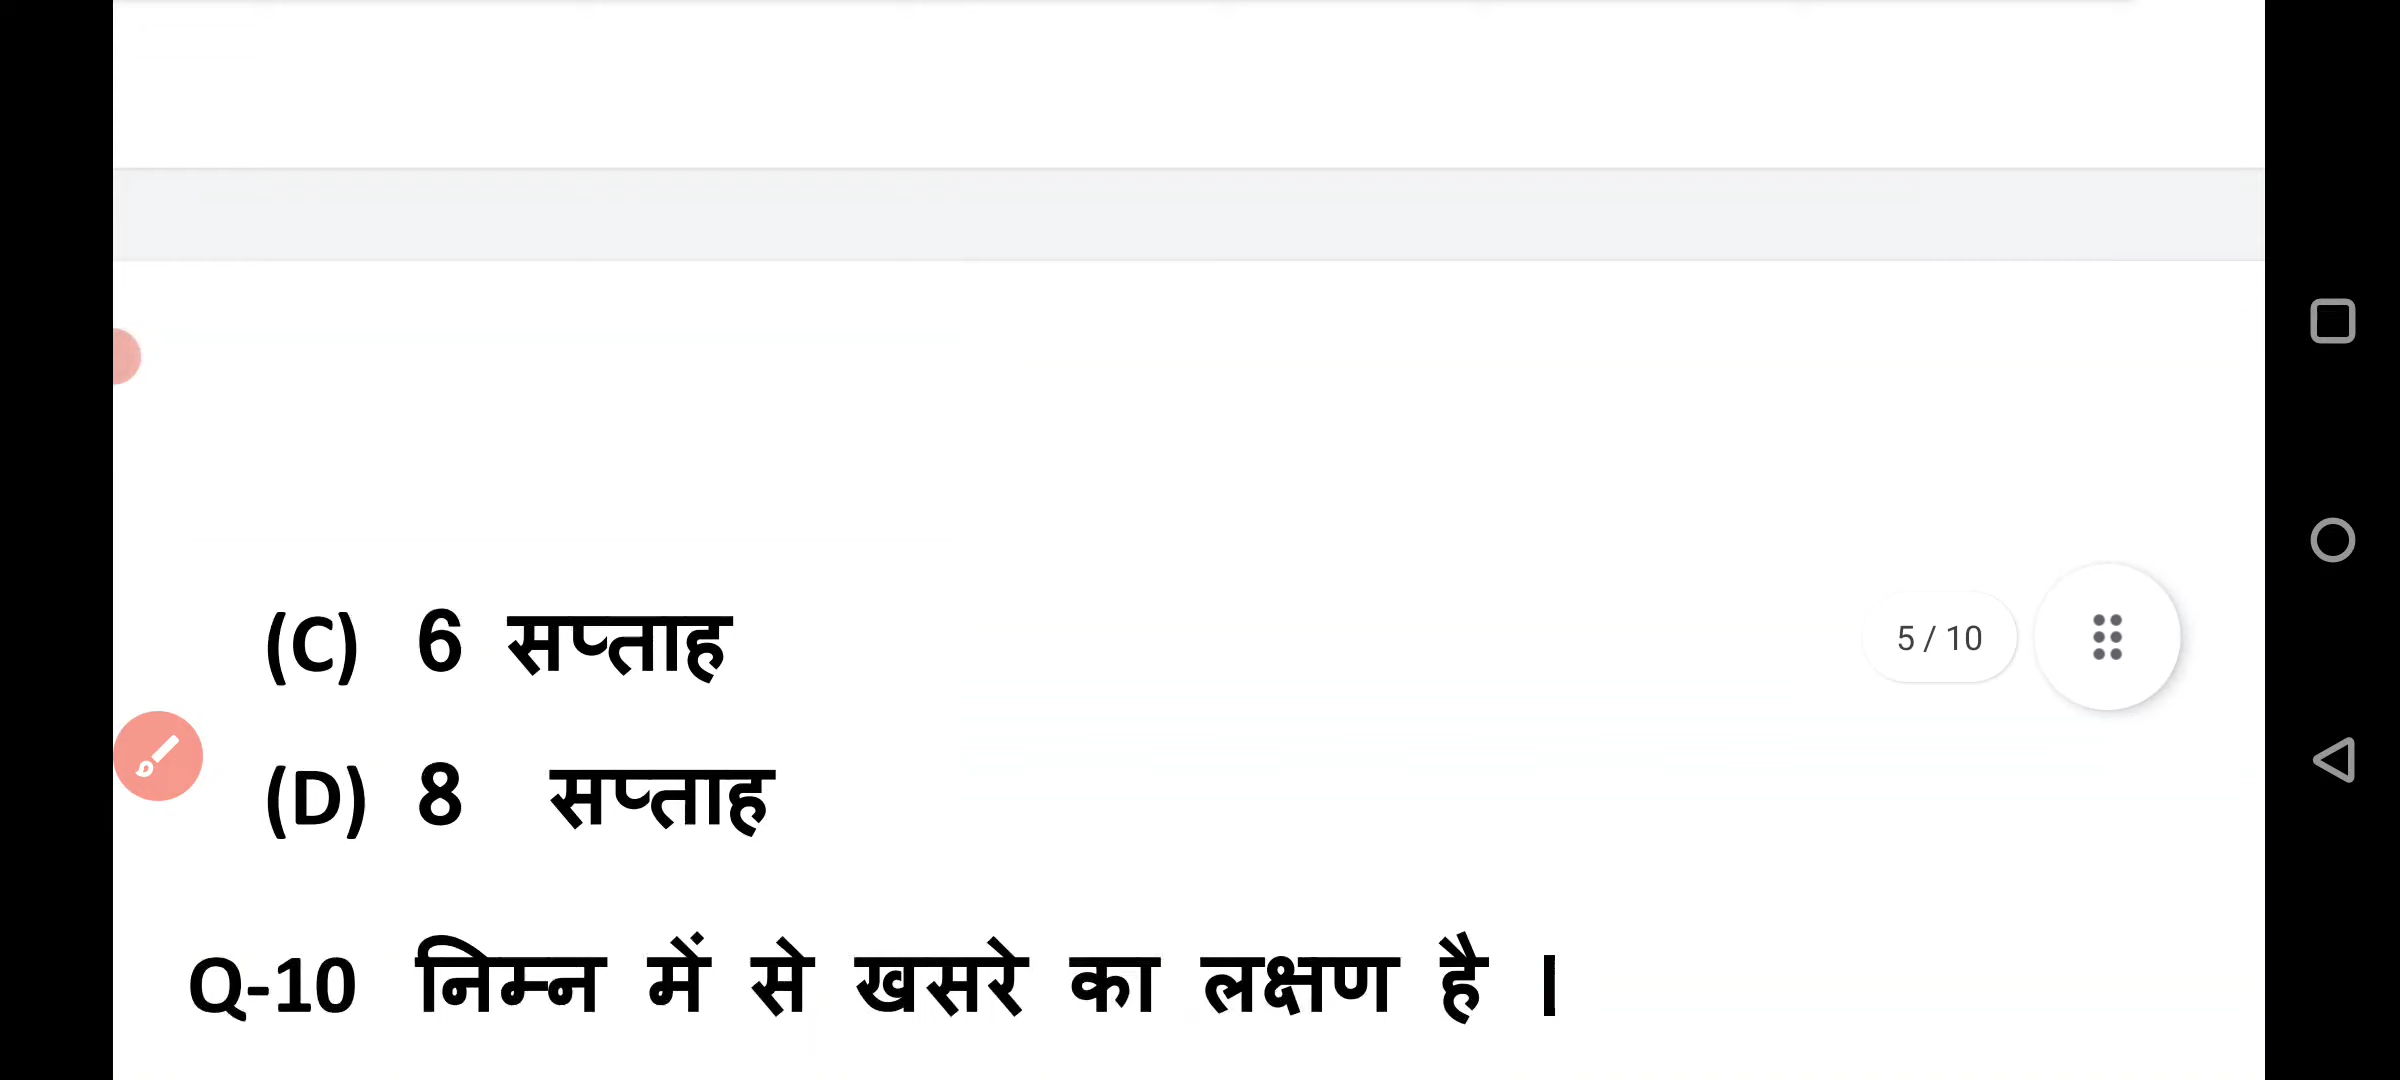 (C) 6 सप्ताह
5 / 10
(D) 8 सप्ताह
Q-10 निम्न में से खसरे का लक्षण है ।